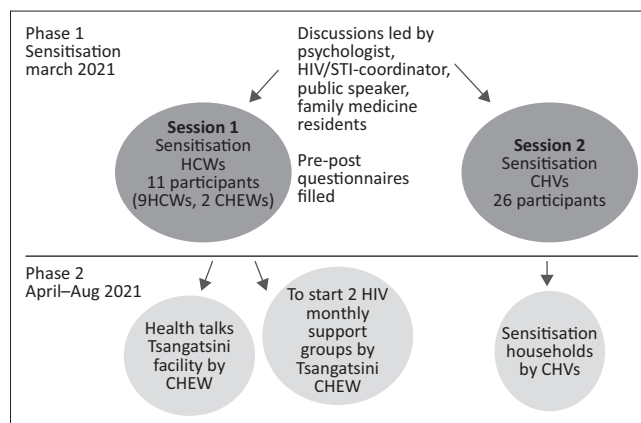 Phase 1
Sensitisation
march 2021
Discussions led by
psychologist,
HIV/STI-coordinator,
public speaker,
family medicine
residents
Session 1
Sensitisation
HCWs
11 participants
(9HCWs, 2 CHEWs)
Pre-post
questionnaires
filled
Session 2
Sensitisation
CHVs
26 participants
Phase 2
April–Aug 2021
Health talks
Tsangatsini
facility by
CHEW
To start 2 HIV
monthly
support
groups by
Tsangatsini
CHEW
Sensitisation
households
by CHVs